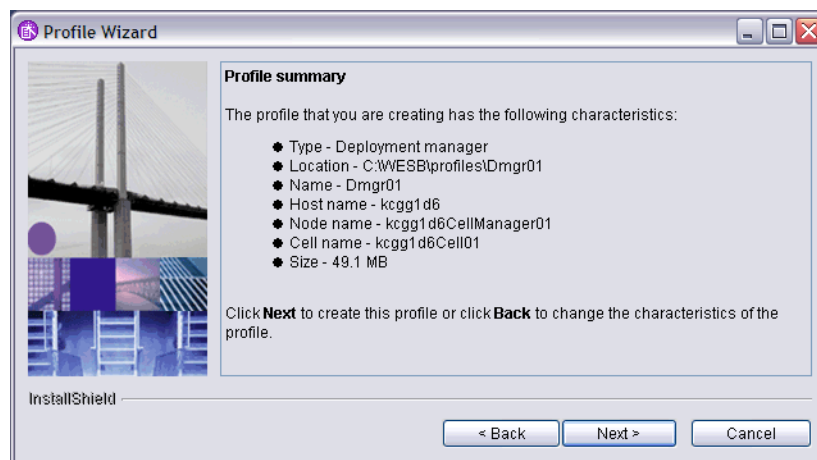 Profile Wizard
Profile summary
The profile that you are creating has the following characteristics:
Type - Deployment manager
Location - C:\WESB\profiles\Dmgr01
Name - Dmgr01
Host name - kcgg1d6
Node name - kcgg1d6CellManager01
Cell name - kcgg1d6Cell01
Size - 49.1 MB
Click Next to create this profile or click Back to change the characteristics of the
profile.
InstallShield
< Back Next > Cancel